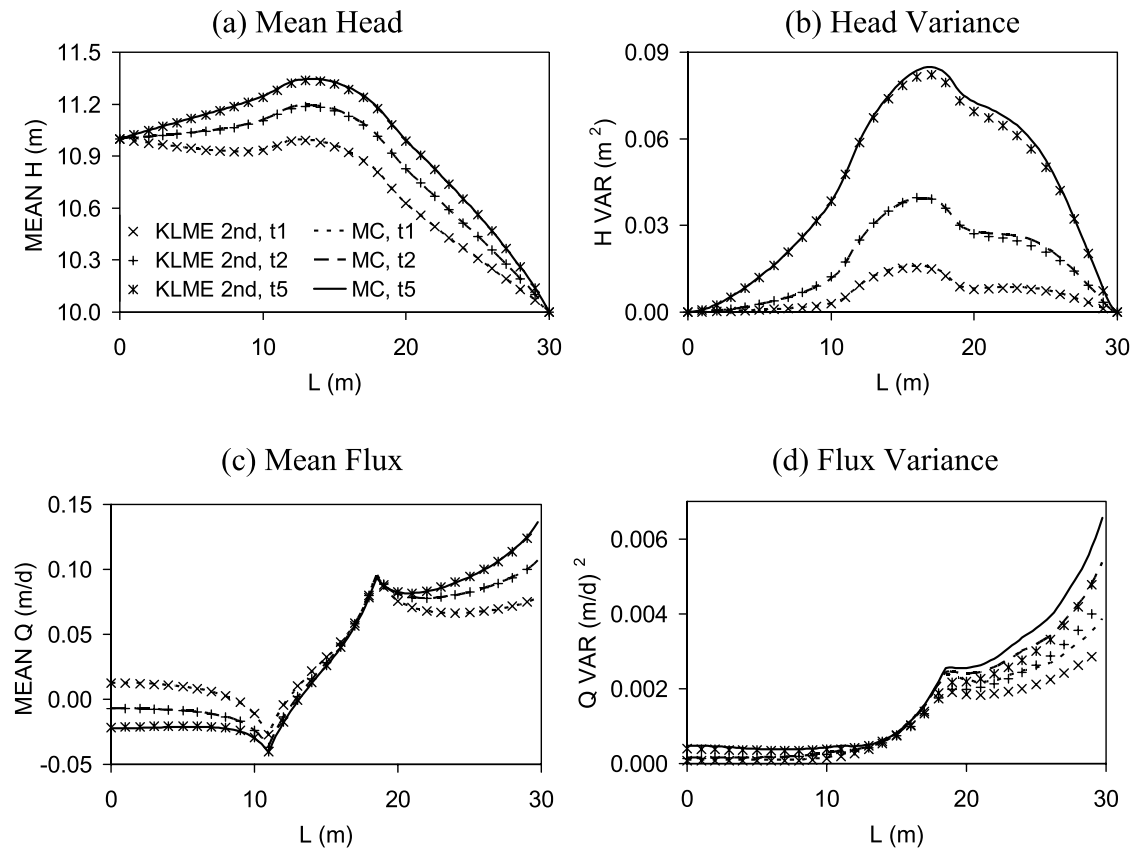 (a) Mean Head
11.5
11.2
10.9
10.6
10.3
10.0
MEAN H (m)
× KLME 2nd, t1
MC, t1
+ KLME 2nd, t2
MC, t2
KLME 2nd, t5
MC, t5
0 10 20 30
L (m)
(b) Head Variance
0.09
0.06
0.03
0.00
H VAR (m²)
0 10 20 30
L (m)
(c) Mean Flux
0.15
0.10
0.05
0.00
-0.05
MEAN Q (m/d)
0 10 20 30
L (m)
(d) Flux Variance
0.006
0.004
0.002
0.000
Q VAR (m/d)²
0 10 20 30
L (m)